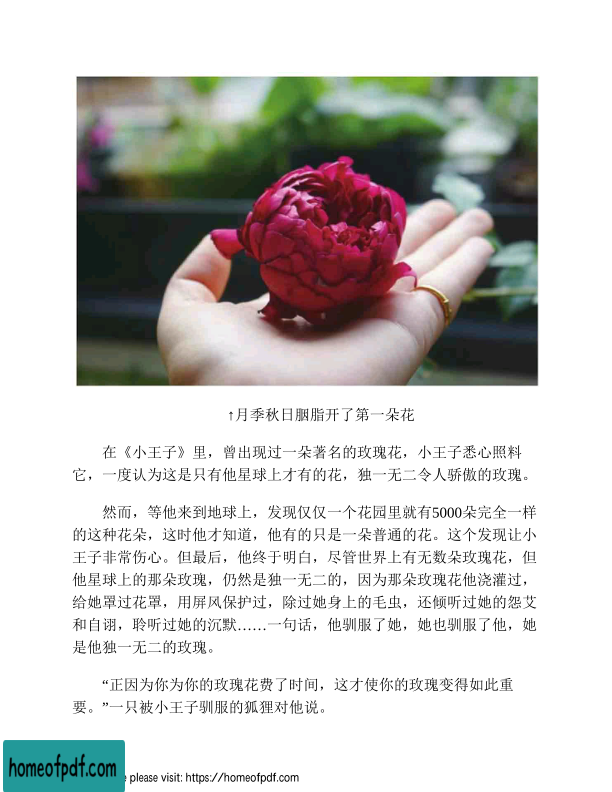 ↑月季秋日胭脂开了第一朵花
在《小王子》里，曾出现过一朵著名的玫瑰花，小王子悉心照料
它，一度认为这是只有他星球上才有的花，独一无二令人骄傲的玫瑰。
然而，等他来到地球上，发现仅仅一个花园里就有5000朵完全一样
的这种花朵，这时他才知道，他有的只是一朵普通的花。这个发现让小
王子非常伤心。但最后，他终于明白，尽管世界上有无数朵玫瑰花，但
他星球上的那朵玫瑰，仍然是独一无二的，因为那朵玫瑰花他浇灌过，
给她罩过花罩，用屏风保护过，除过她身上的毛虫，还倾听过她的怨艾
和自诩，聆听过她的沉默……一句话，他驯服了她，她也驯服了他，她
是他独一无二的玫瑰。
“正因为你为你的玫瑰花费了时间，这才使你的玫瑰变得如此重
要。”一只被小王子驯服的狐狸对他说。
homeofpdf.com
e please visit: https://homeofpdf.com